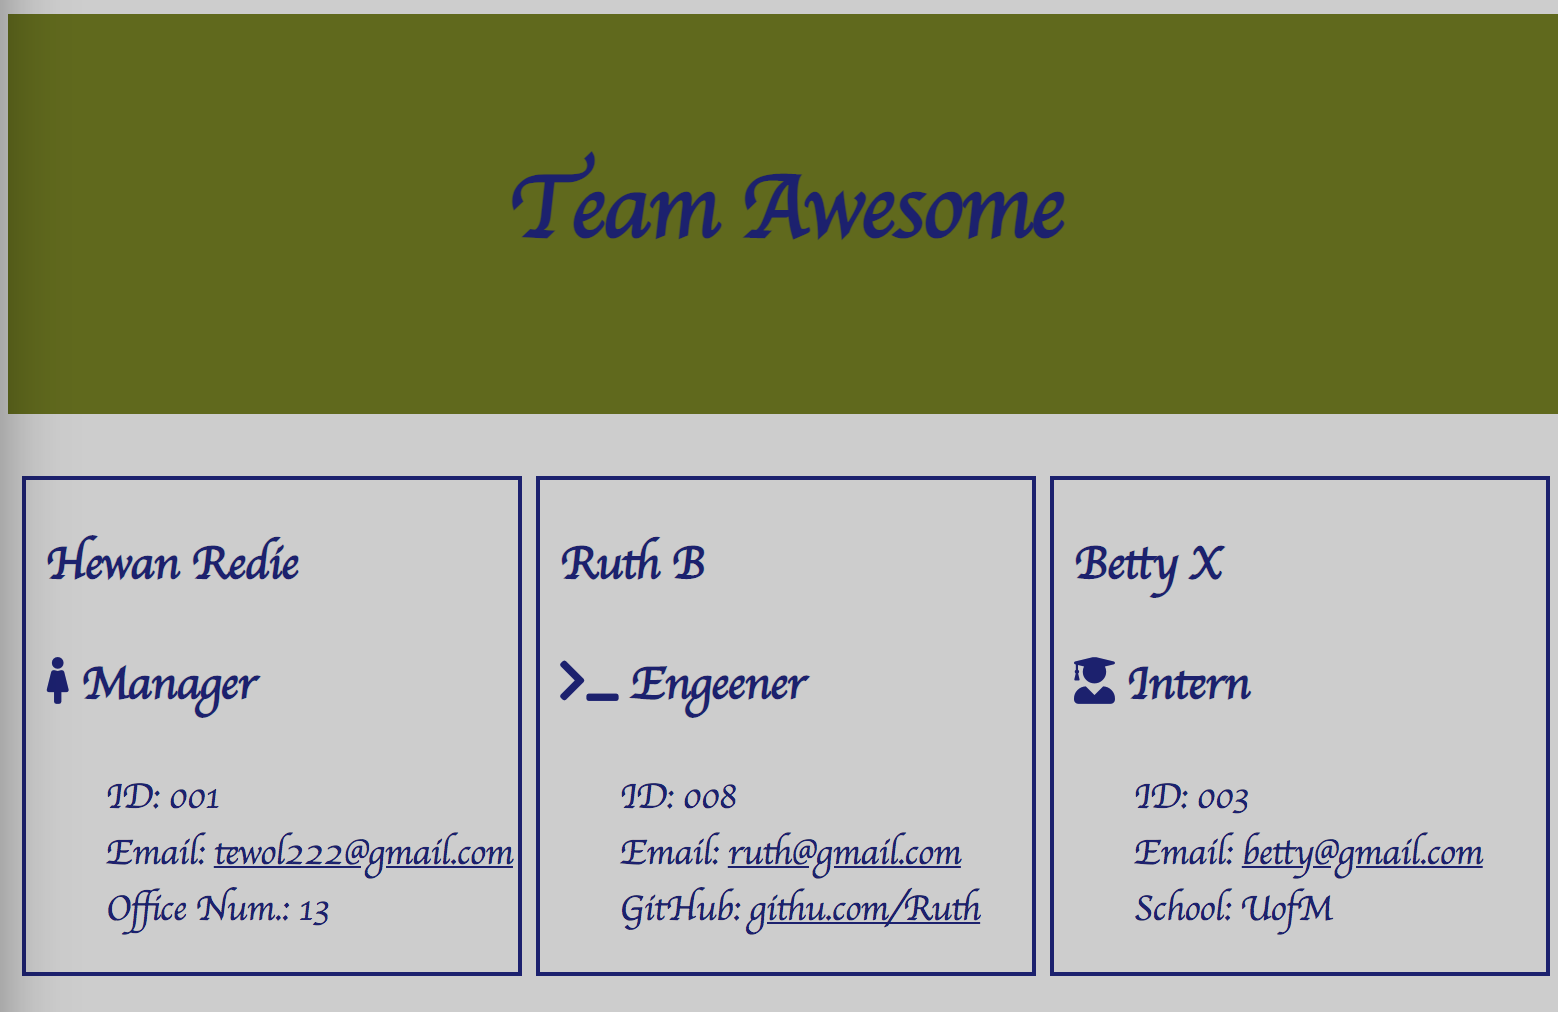 Team Awesome
Hewan Redie
Manager
ID: 001
Email: tewol222@gmail.com
Office Num.: 13
Ruth B
Engeener
ID: 008
Email: ruth@gmail.com
GitHub: githu.com/Ruth
Betty X
Intern
ID: 003
Email: betty@gmail.com
School: UofM